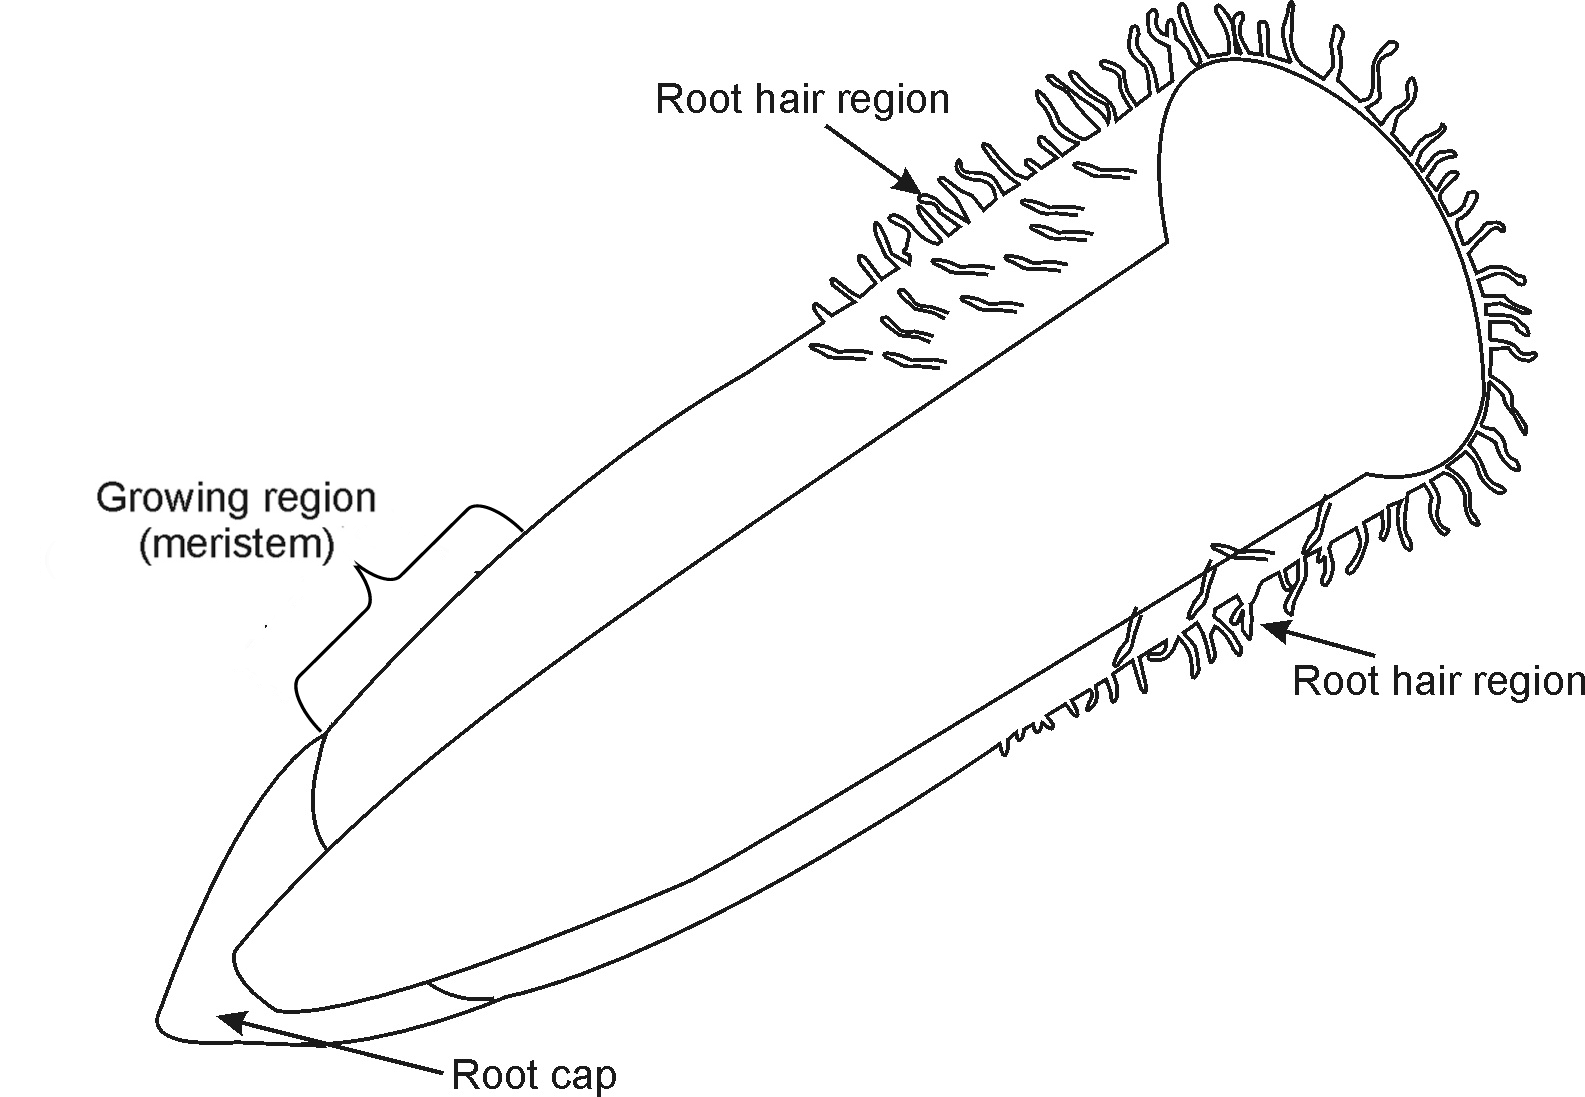 Root hair region
Growing region
(meristem)
Root hair region
Root cap